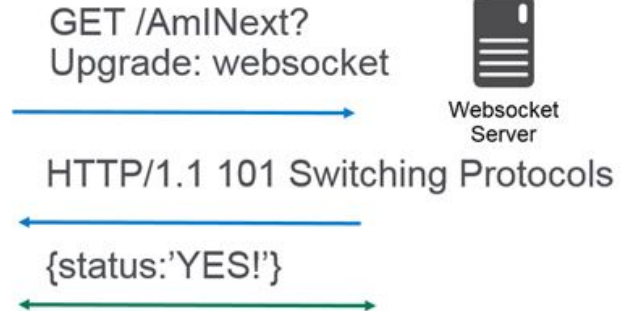 GET /AmINext?
Upgrade: websocket
Websocket
Server
HTTP/1.1 101 Switching Protocols
{status:'YES!'}